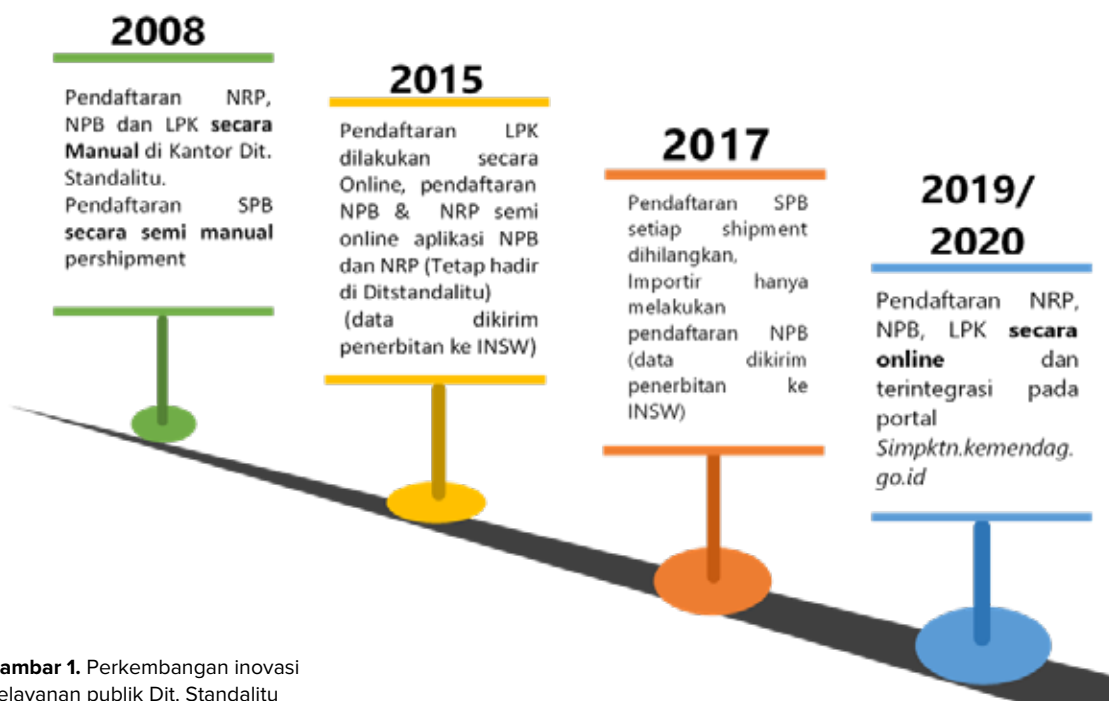 2008
Pendaftaran NRP,
NPB dan LPK secara
Manual di Kantor Dit.
Standalitu.
Pendaftaran SPB
secara semi manual
pershipment
2015
Pendaftaran LPK
dilakukan secara
Online, pendaftaran
NPB & NRP semi
online aplikasi NPB
dan NRP (Tetap hadir
di Ditstandalitu)
(data dikirim
penerbitan ke INSW)
2017
Pendaftaran SPB
setiap shipment
dihilangkan,
Importir hanya
melakukan
pendaftaran NPB
(data dikirim
penerbitan ke
INSW)
2019/
2020
Pendaftaran NRP,
NPB, LPK secara
online dan
terintegrasi pada
portal
Simpktn.kemendag.
go.id
ambar 1. Perkembangan inovasi
elayanan publik Dit. Standalitu